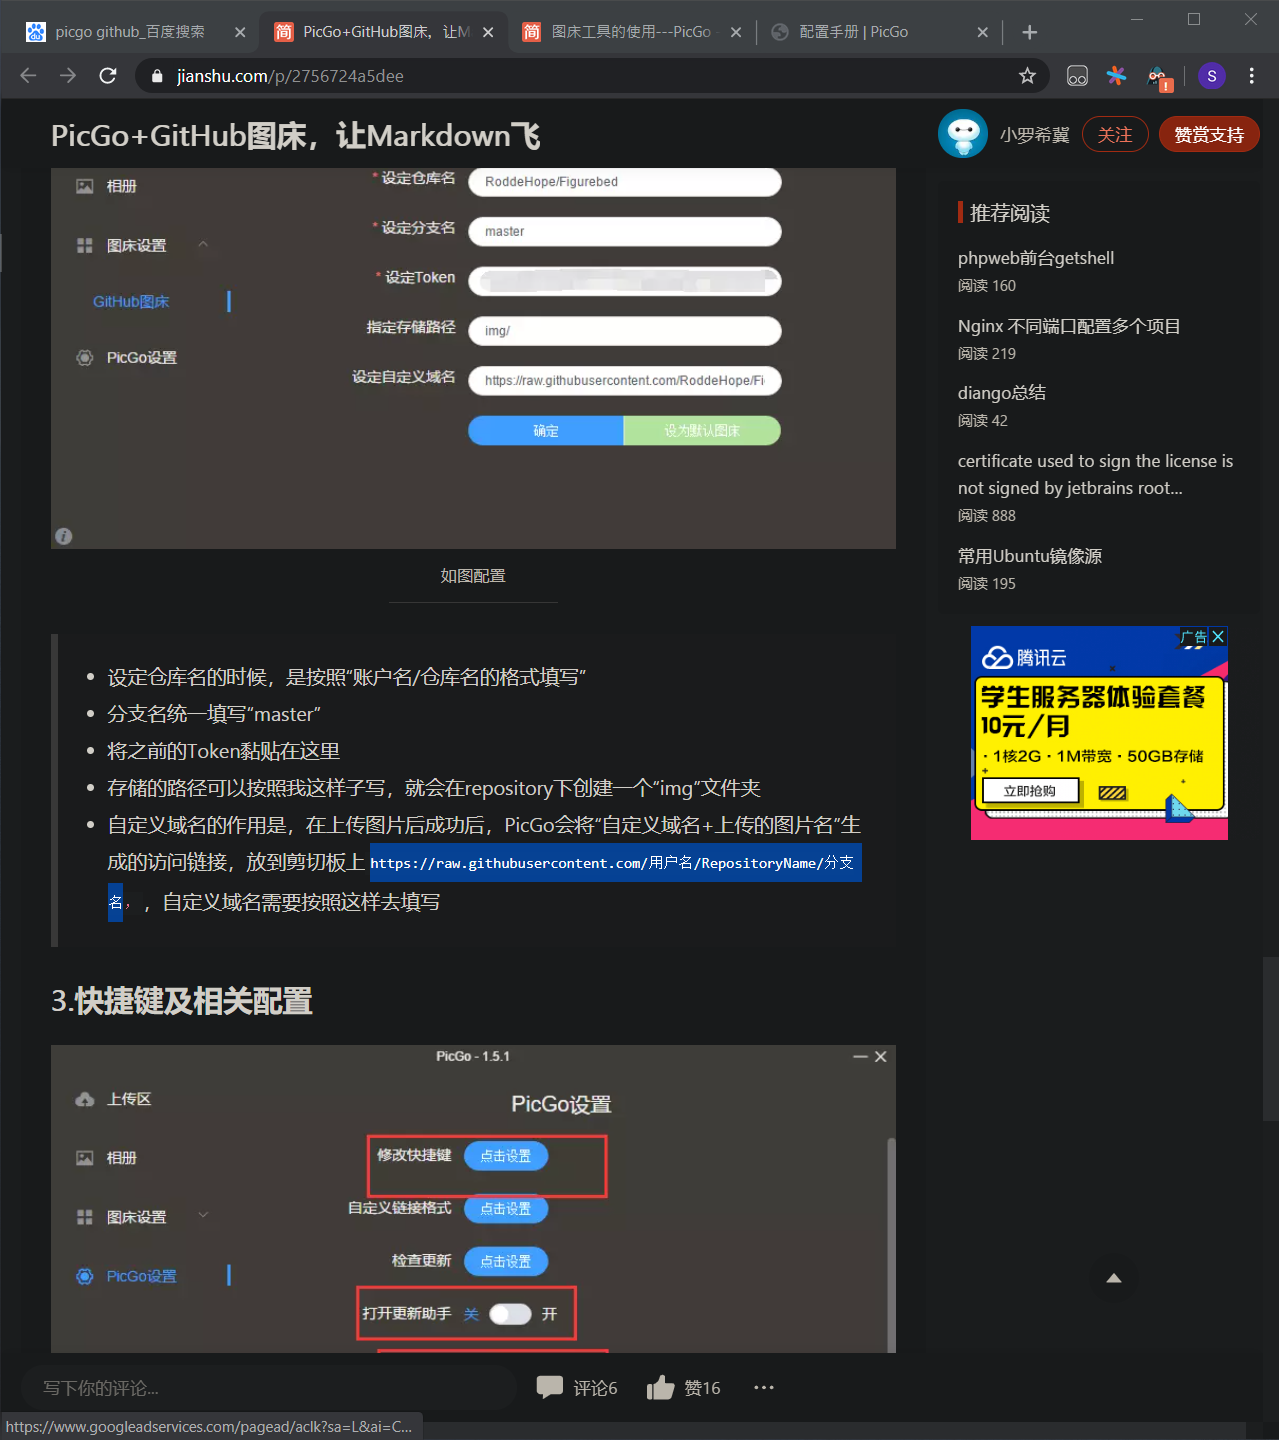 picgo github_百度搜索
简
PicGo+GitHub图床，让M
简
图床工具的使用---PicGo
配置手册 | PicGo
jianshu.com/p/2756724a5dee
S
PicGo+GitHub图床，让Markdown飞
小罗希冀
关注
赞赏支持
相册
* 设定仓库名
RoddeHope/Figurebed
图床设置
* 设定分支名
master
* 设定Token
GitHub图床
指定存储路径
img/
PicGo设置
设定自定义域名
https://raw.githubusercontent.com/RoddeHope/Fi
确定
设为默认图床
如图配置
设定仓库名的时候，是按照“账户名/仓库名的格式填写”
分支名统一填写“master”
将之前的Token黏贴在这里
存储的路径可以按照我这样子写，就会在repository下创建一个“img”文件夹
自定义域名的作用是，在上传图片后成功后，PicGo会将“自定义域名+上传的图片名”生
成的访问链接，放到剪切板上 https://raw.githubusercontent.com/用户名/RepositoryName/分支
名，，自定义域名需要按照这样去填写
3.快捷键及相关配置
PicGo - 1.5.1
上传区
PicGo设置
相册
修改快捷键
点击设置
图床设置
自定义链接格式
点击设置
检查更新
点击设置
PicGo设置
打开更新助手
关
开
推荐阅读
phpweb前台getshell
阅读 160
Nginx 不同端口配置多个项目
阅读 219
diango总结
阅读 42
certificate used to sign the license is
not signed by jetbrains root...
阅读 888
常用Ubuntu镜像源
阅读 195
广告
腾讯云
学生服务器体验套餐
10元/月
·1核2G·1M带宽·50GB存储
立即抢购
写下你的评论...
评论6
赞16
https://www.googleadservices.com/pagead/aclk?sa=L&ai=C...